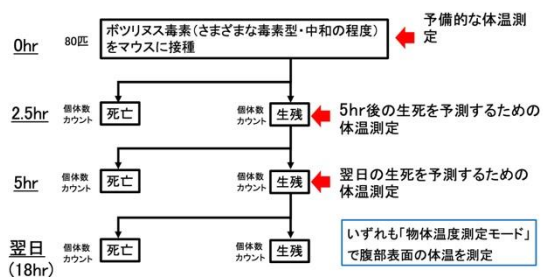 0hr
80匹
ボツリヌス毒素(さまざまな毒素型・中和の程度)
をマウスに接種
予備的な体温測
定
2.5hr
個体数
カウント
死亡
個体数
カウント
生残
5hr後の生死を予測するための
体温測定
5hr
個体数
カウント
死亡
個体数
カウント
生残
翌日の生死を予測するための
体温測定
翌日
(18hr)
個体数
カウント
死亡
個体数
カウント
生残
いずれも「物体温度測定モード」
で腹部表面の体温を測定